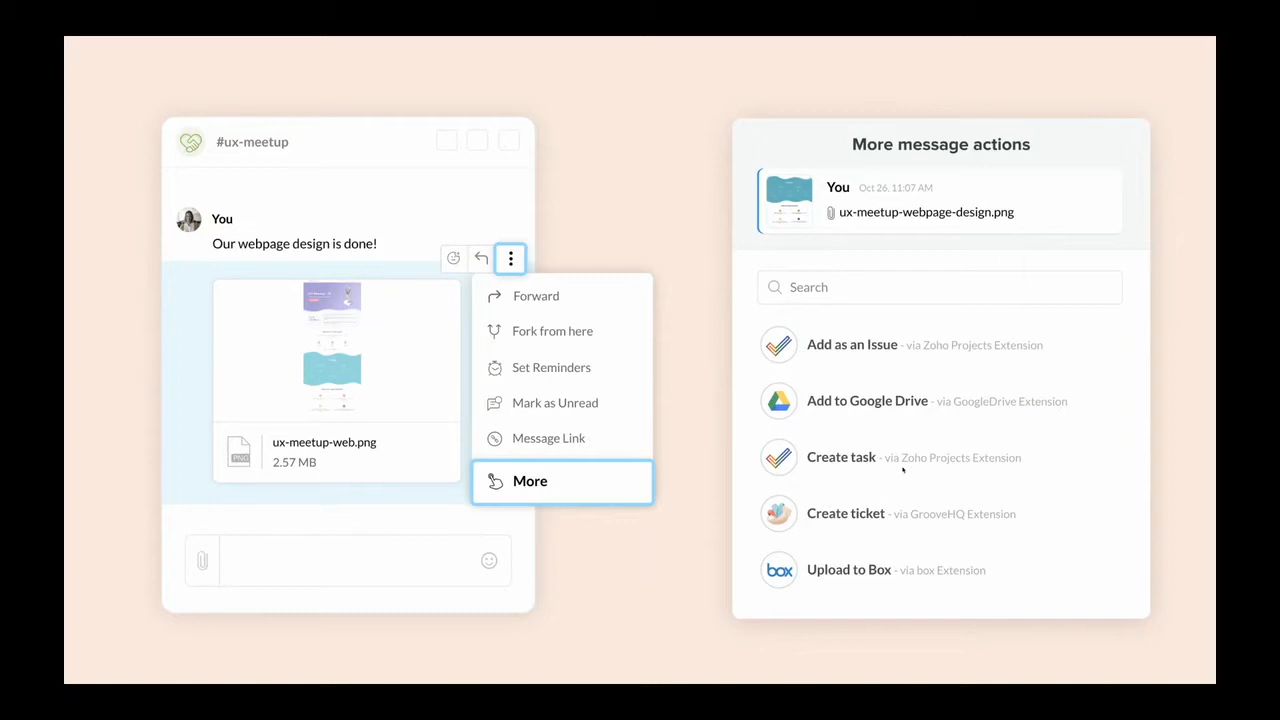 #ux-meetup
You
Our webpage design is done!
ux-meetup-web.png
2.57 MB
PNG
Forward
Fork from here
Set Reminders
Mark as Unread
Message Link
More
More message actions
You Oct 26, 11:07 AM
ux-meetup-webpage-design.png
Search
Add as an Issue - via Zoho Projects Extension
Add to Google Drive - via GoogleDrive Extension
Create task - via Zoho Projects Extension
Create ticket - via GrooveHQ Extension
box
Upload to Box - via box Extension